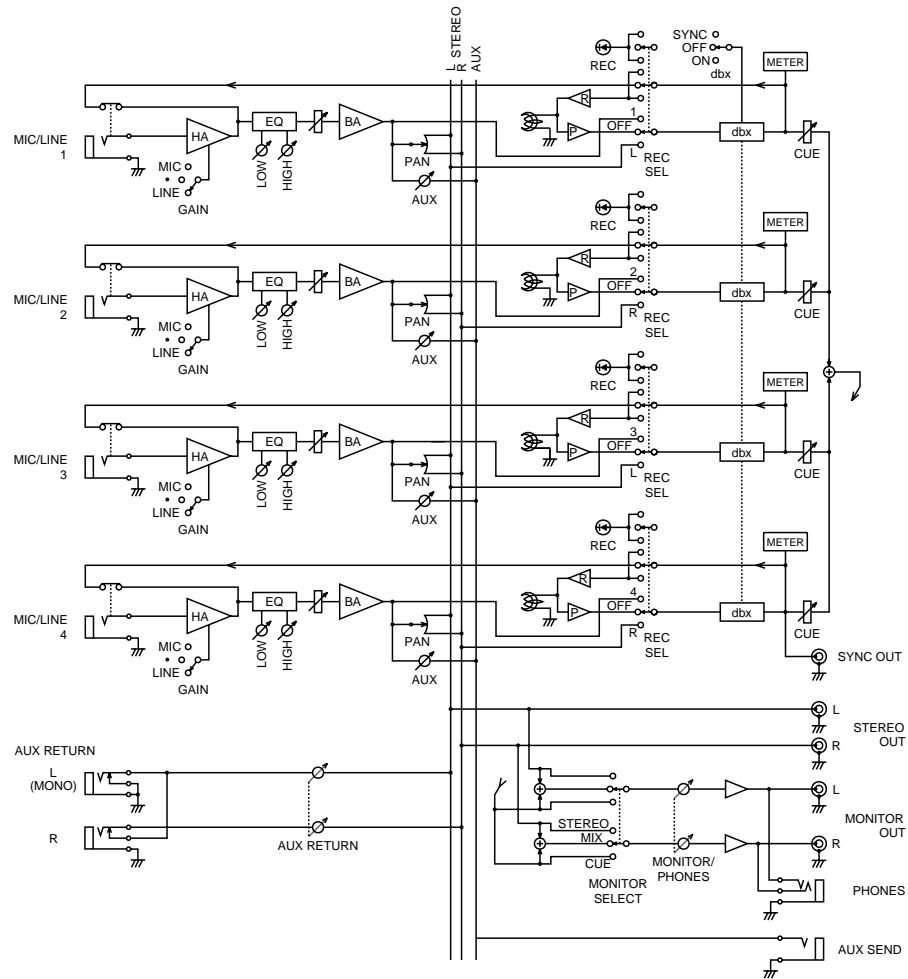 L
R STEREO
AUX
SYNC
OFF
ON
dbx
METER
REC
R
MIC/LINE
1
HA
EQ
BA
P
1
OFF
L
dbx
PAN
REC
SEL
CUE
LOW
HIGH
MIC
LINE
GAIN
AUX
METER
REC
R
MIC/LINE
2
HA
EQ
BA
P
2
OFF
R
dbx
PAN
REC
SEL
CUE
LOW
HIGH
MIC
LINE
GAIN
AUX
METER
REC
R
MIC/LINE
3
HA
EQ
BA
P
3
OFF
L
dbx
PAN
REC
SEL
CUE
LOW
HIGH
MIC
LINE
GAIN
AUX
METER
REC
R
MIC/LINE
4
HA
EQ
BA
P
4
OFF
R
dbx
PAN
REC
SEL
CUE
LOW
HIGH
MIC
LINE
GAIN
AUX
SYNC OUT
L
STEREO
OUT
R
AUX RETURN
L
(MONO)
R
AUX RETURN
L
MONITOR
OUT
R
STEREO
MIX
CUE
MONITOR
SELECT
MONITOR/
PHONES
PHONES
AUX SEND